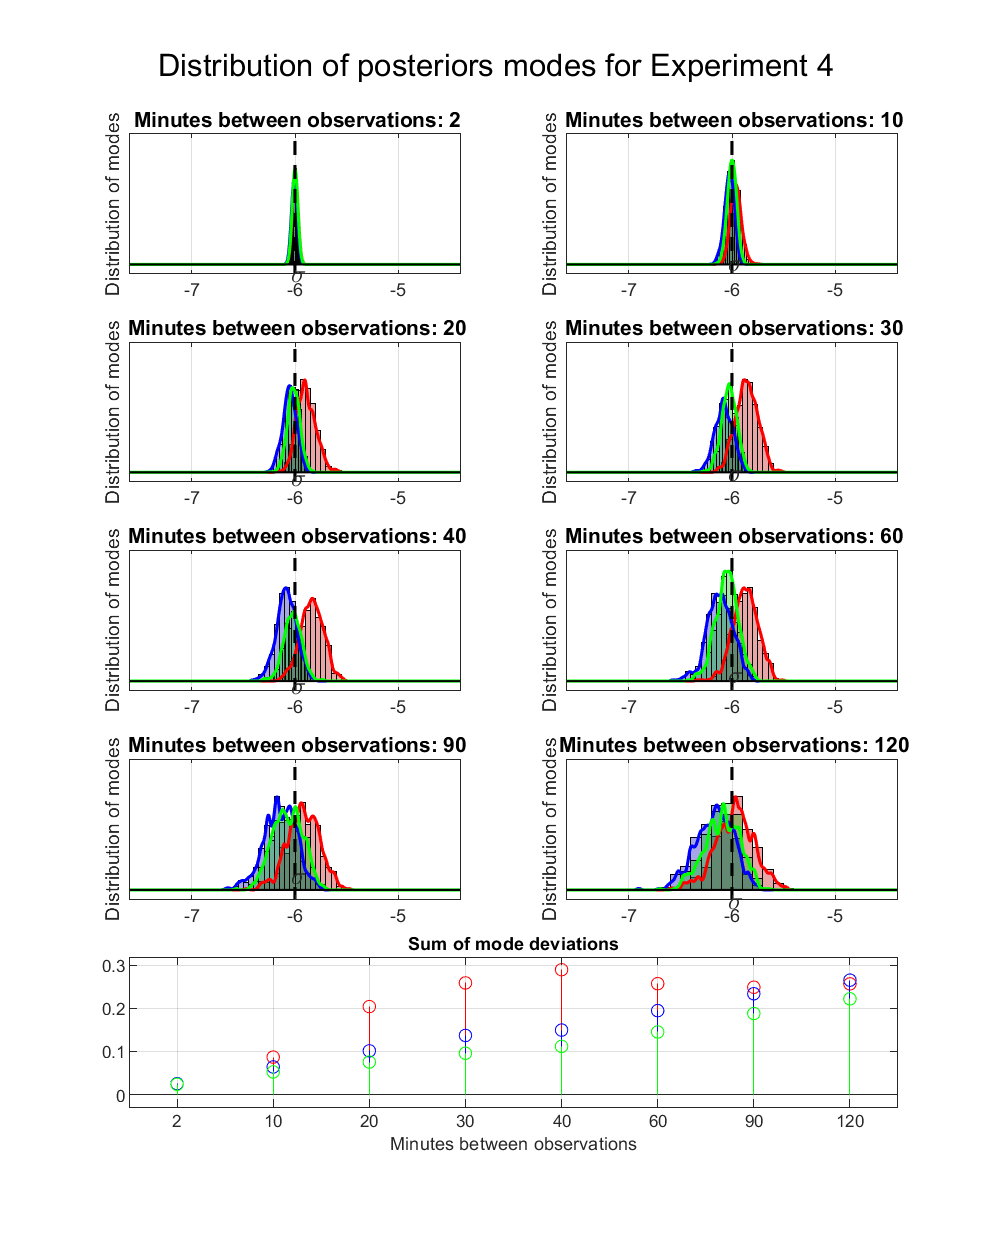 Distribution of posteriors modes for Experiment 4
Minutes between observations: 2
Distribution of modes
-7
-6
-5
σ
Minutes between observations: 10
Distribution of modes
-7
-6
-5
σ
Minutes between observations: 20
Distribution of modes
-7
-6
-5
σ
Minutes between observations: 30
Distribution of modes
-7
-6
-5
σ
Minutes between observations: 40
Distribution of modes
-7
-6
-5
σ
Minutes between observations: 60
Distribution of modes
-7
-6
-5
σ
Minutes between observations: 90
Distribution of modes
-7
-6
-5
σ
Minutes between observations: 120
Distribution of modes
-7
-6
-5
σ
Sum of mode deviations
0.3
0.2
0.1
0
2
10
20
30
40
60
90
120
Minutes between observations